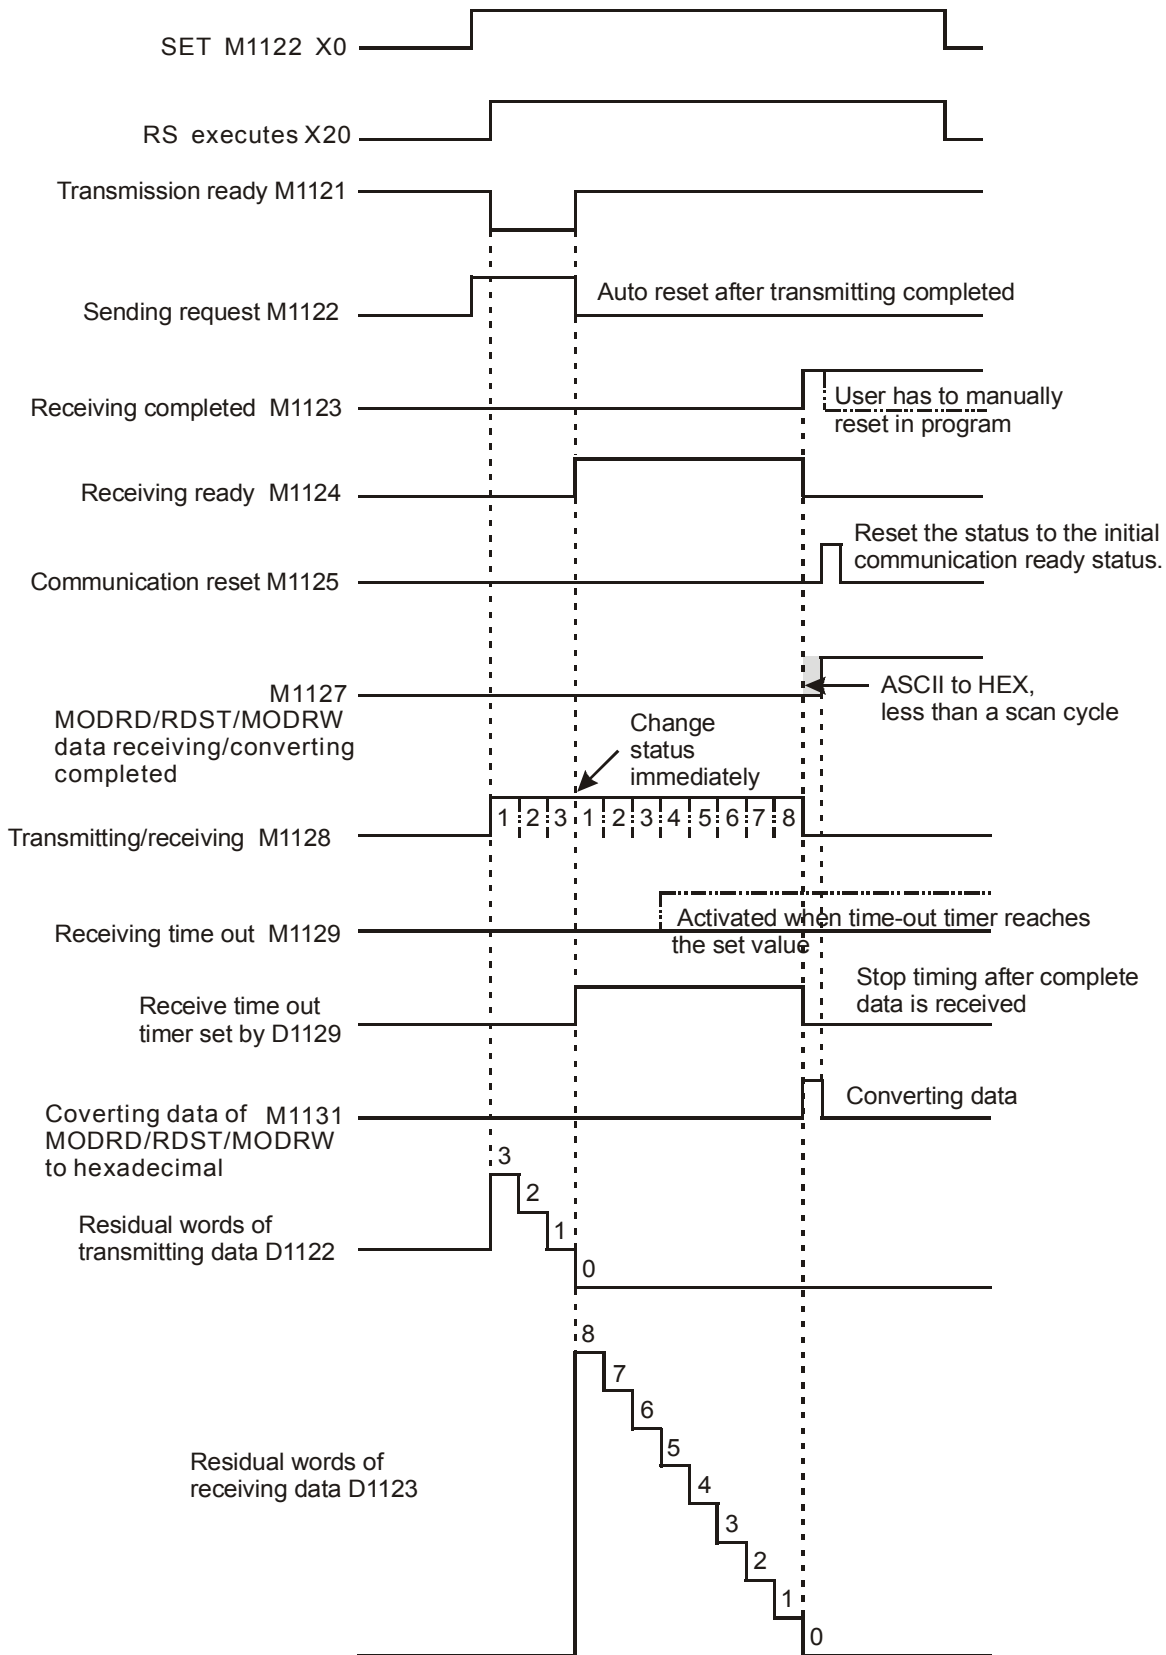 SET M1122 X0
RS executes X20
Transmission ready M1121
Sending request M1122
Auto reset after transmitting completed
Receiving completed M1123
User has to manually
reset in program
Receiving ready M1124
Reset the status to the initial
communication ready status.
Communication reset M1125
M1127
MODRD/RDST/MODRW
data receiving/converting
completed
ASCII to HEX,
less than a scan cycle
Change
status
immediately
Transmitting/receiving M1128
1 2 3 1 2 3 4 5 6 7 8
Receiving time out M1129
Activated when time-out timer reaches
the set value
Receive time out
timer set by D1129
Stop timing after complete
data is received
Coverting data of M1131
MODRD/RDST/MODRW
to hexadecimal
Converting data
Residual words of
transmitting data D1122
3
2
1
0
Residual words of
receiving data D1123
8
7
6
5
4
3
2
1
0